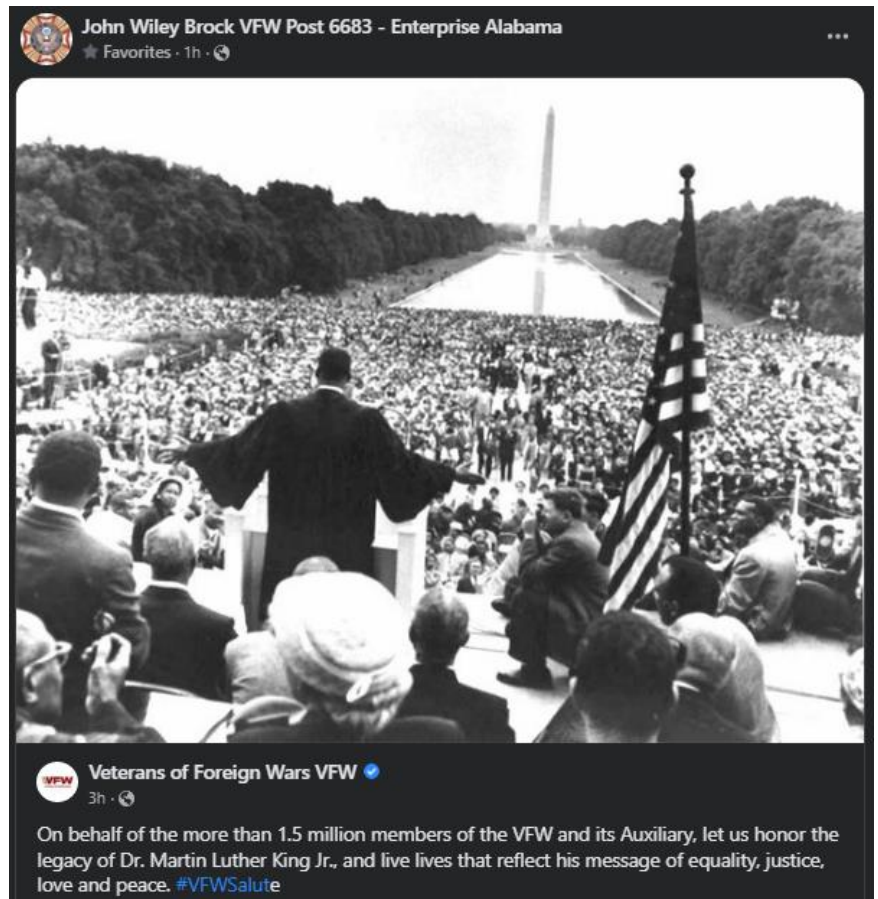 John Wiley Brock VFW Post 6683 - Enterprise Alabama
Favorites · 1h ·
VFW
Veterans of Foreign Wars VFW
3h ·
On behalf of the more than 1.5 million members of the VFW and its Auxiliary, let us honor the
legacy of Dr. Martin Luther King Jr., and live lives that reflect his message of equality, justice,
love and peace. #VFWSalute